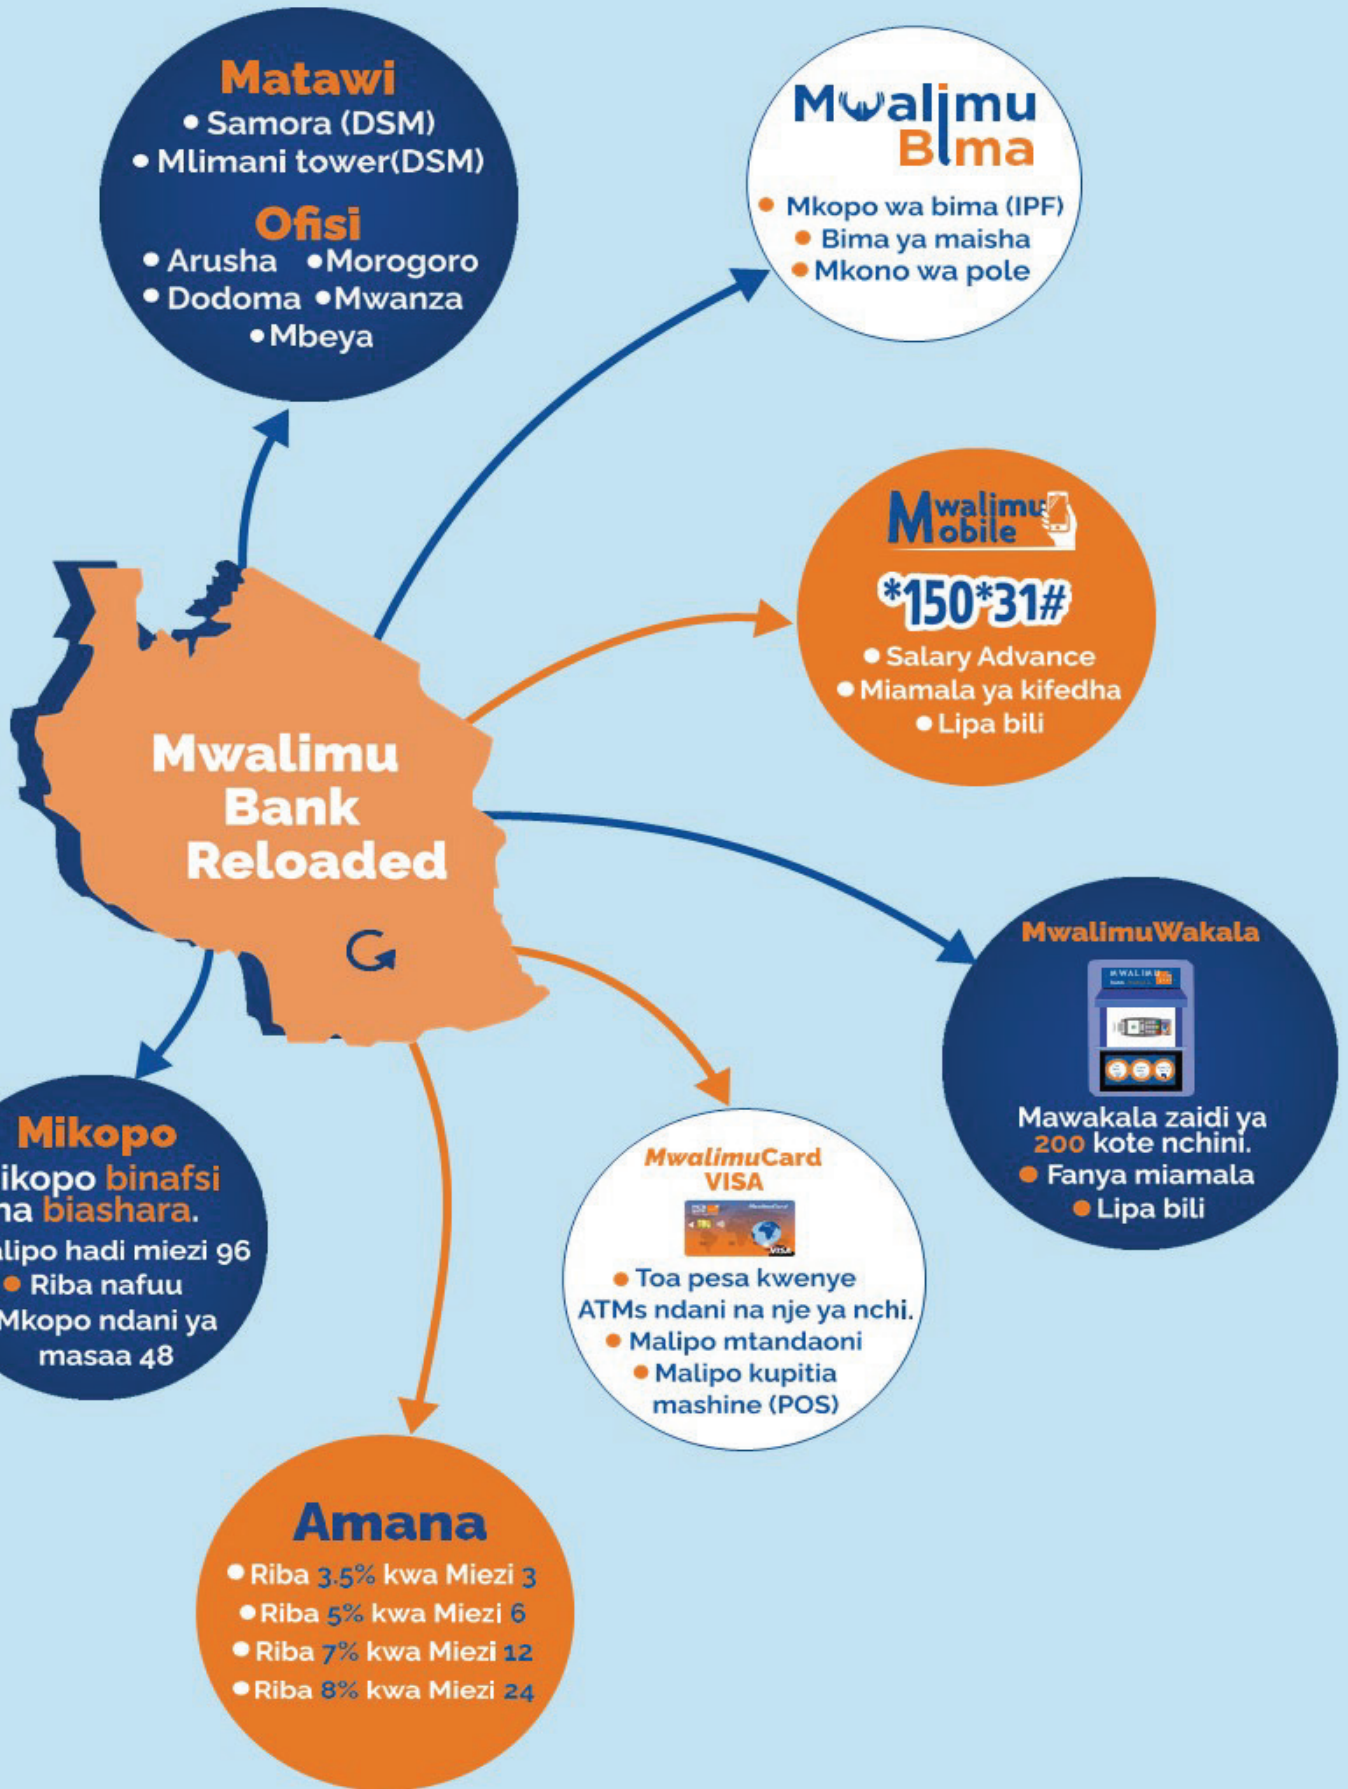 Matawi
• Samora (DSM)
• Mlimani tower(DSM)
Ofisi
• Arusha • Morogoro
• Dodoma • Mwanza
• Mbeya
Mwalimu
Bima
• Mkopo wa bima (IPF)
• Bima ya maisha
• Mkono wa pole
Mwalimu
Mobile
*150*31#
• Salary Advance
• Miamala ya kifedha
• Lipa bili
Mwalimu
Bank
Reloaded
MwalimuWakala
MWALIMU
Mawakala zaidi ya
200 kote nchini.
• Fanya miamala
• Lipa bili
Mikopo
ikopo binafsi
na biashara.
alipo hadi miezi 96
• Riba nafuu
Mkopo ndani ya
masaa 48
MwalimuCard
VISA
MwalimuCard
VISA
• Toa pesa kwenye
ATMs ndani na nje ya nchi.
• Malipo mtandaoni
• Malipo kupitia
mashine (POS)
Amana
• Riba 3.5% kwa Miezi 3
• Riba 5% kwa Miezi 6
• Riba 7% kwa Miezi 12
• Riba 8% kwa Miezi 24